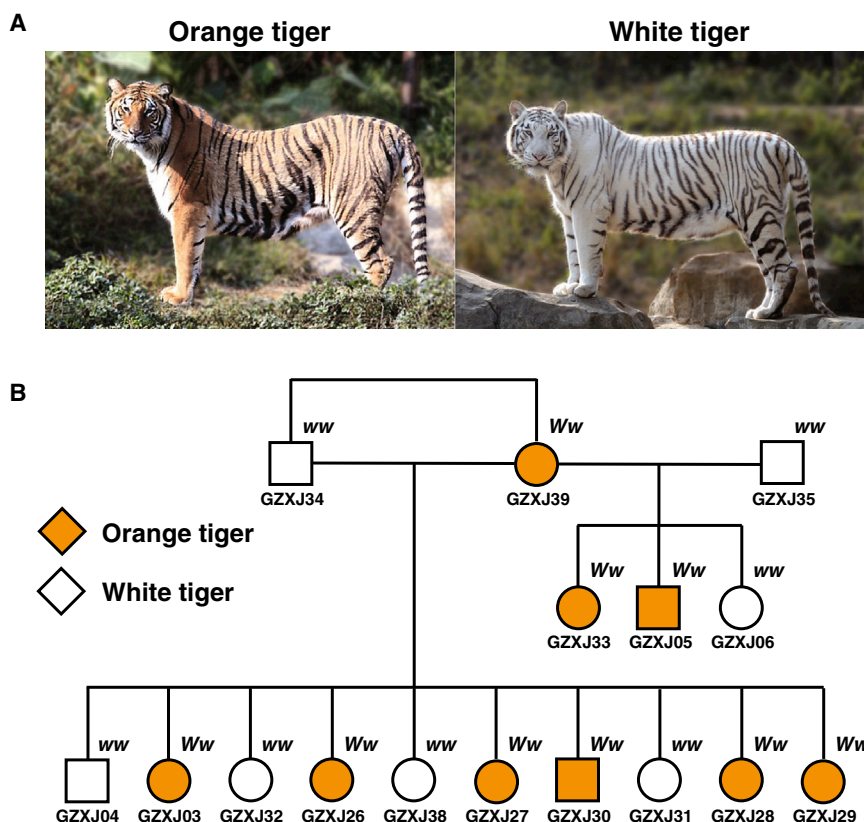 A
Orange tiger White tiger
B
ww Ww ww
GZXJ34 GZXJ39 GZXJ35
Orange tiger
White tiger
Ww Ww ww
GZXJ33 GZXJ05 GZXJ06
ww Ww ww Ww ww Ww Ww ww Ww Ww
GZXJ04 GZXJ03 GZXJ32 GZXJ26 GZXJ38 GZXJ27 GZXJ30 GZXJ31 GZXJ28 GZXJ29